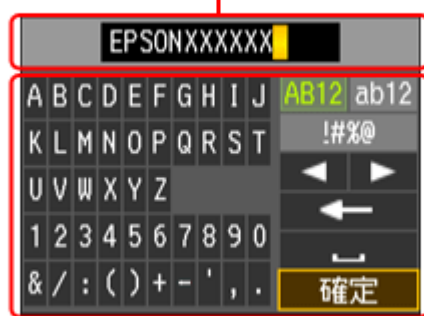 EPSONXXXXXX
A B C D E F G H I J AB12 ab12
K L M N O P Q R S T !#%@
U V W X Y Z
1 2 3 4 5 6 7 8 9 0
& / : ( ) + - ' , . 確定